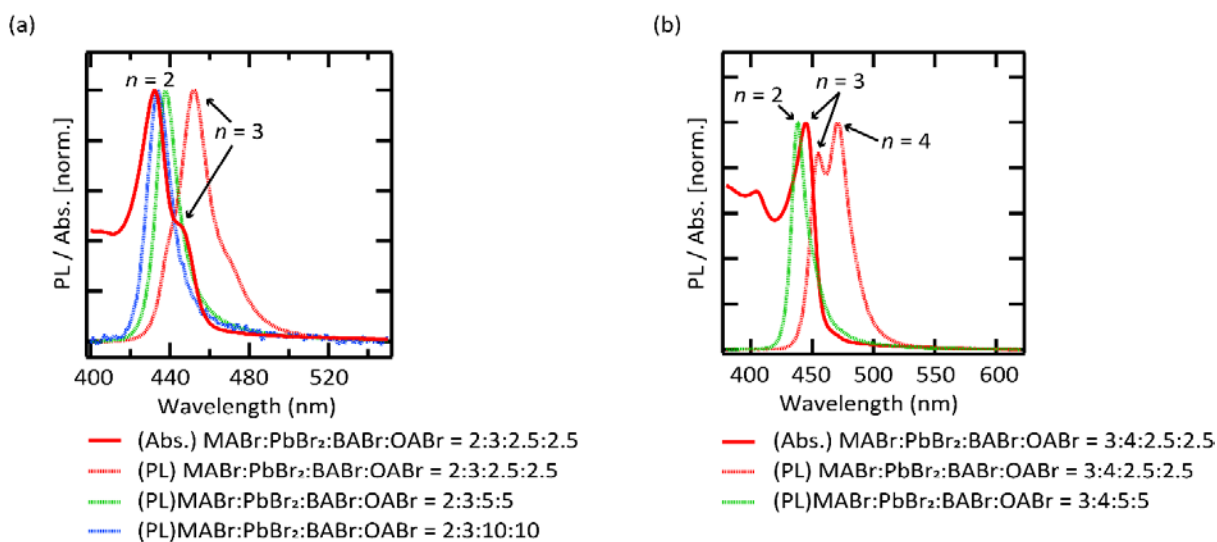 (a)
n = 2
n = 3
PL / Abs. [norm.]
400 440 480 520
Wavelength (nm)
(Abs.) MABr:PbBr₂:BABr:OABr = 2:3:2.5:2.5
(PL) MABr:PbBr₂:BABr:OABr = 2:3:2.5:2.5
(PL)MABr:PbBr₂:BABr:OABr = 2:3:5:5
(PL)MABr:PbBr₂:BABr:OABr = 2:3:10:10
(b)
n = 3
n = 2
n = 4
PL / Abs. [norm.]
400 450 500 550 600
Wavelength (nm)
(Abs.) MABr:PbBr₂:BABr:OABr = 3:4:2.5:2.5
(PL) MABr:PbBr₂:BABr:OABr = 3:4:2.5:2.5
(PL)MABr:PbBr₂:BABr:OABr = 3:4:5:5